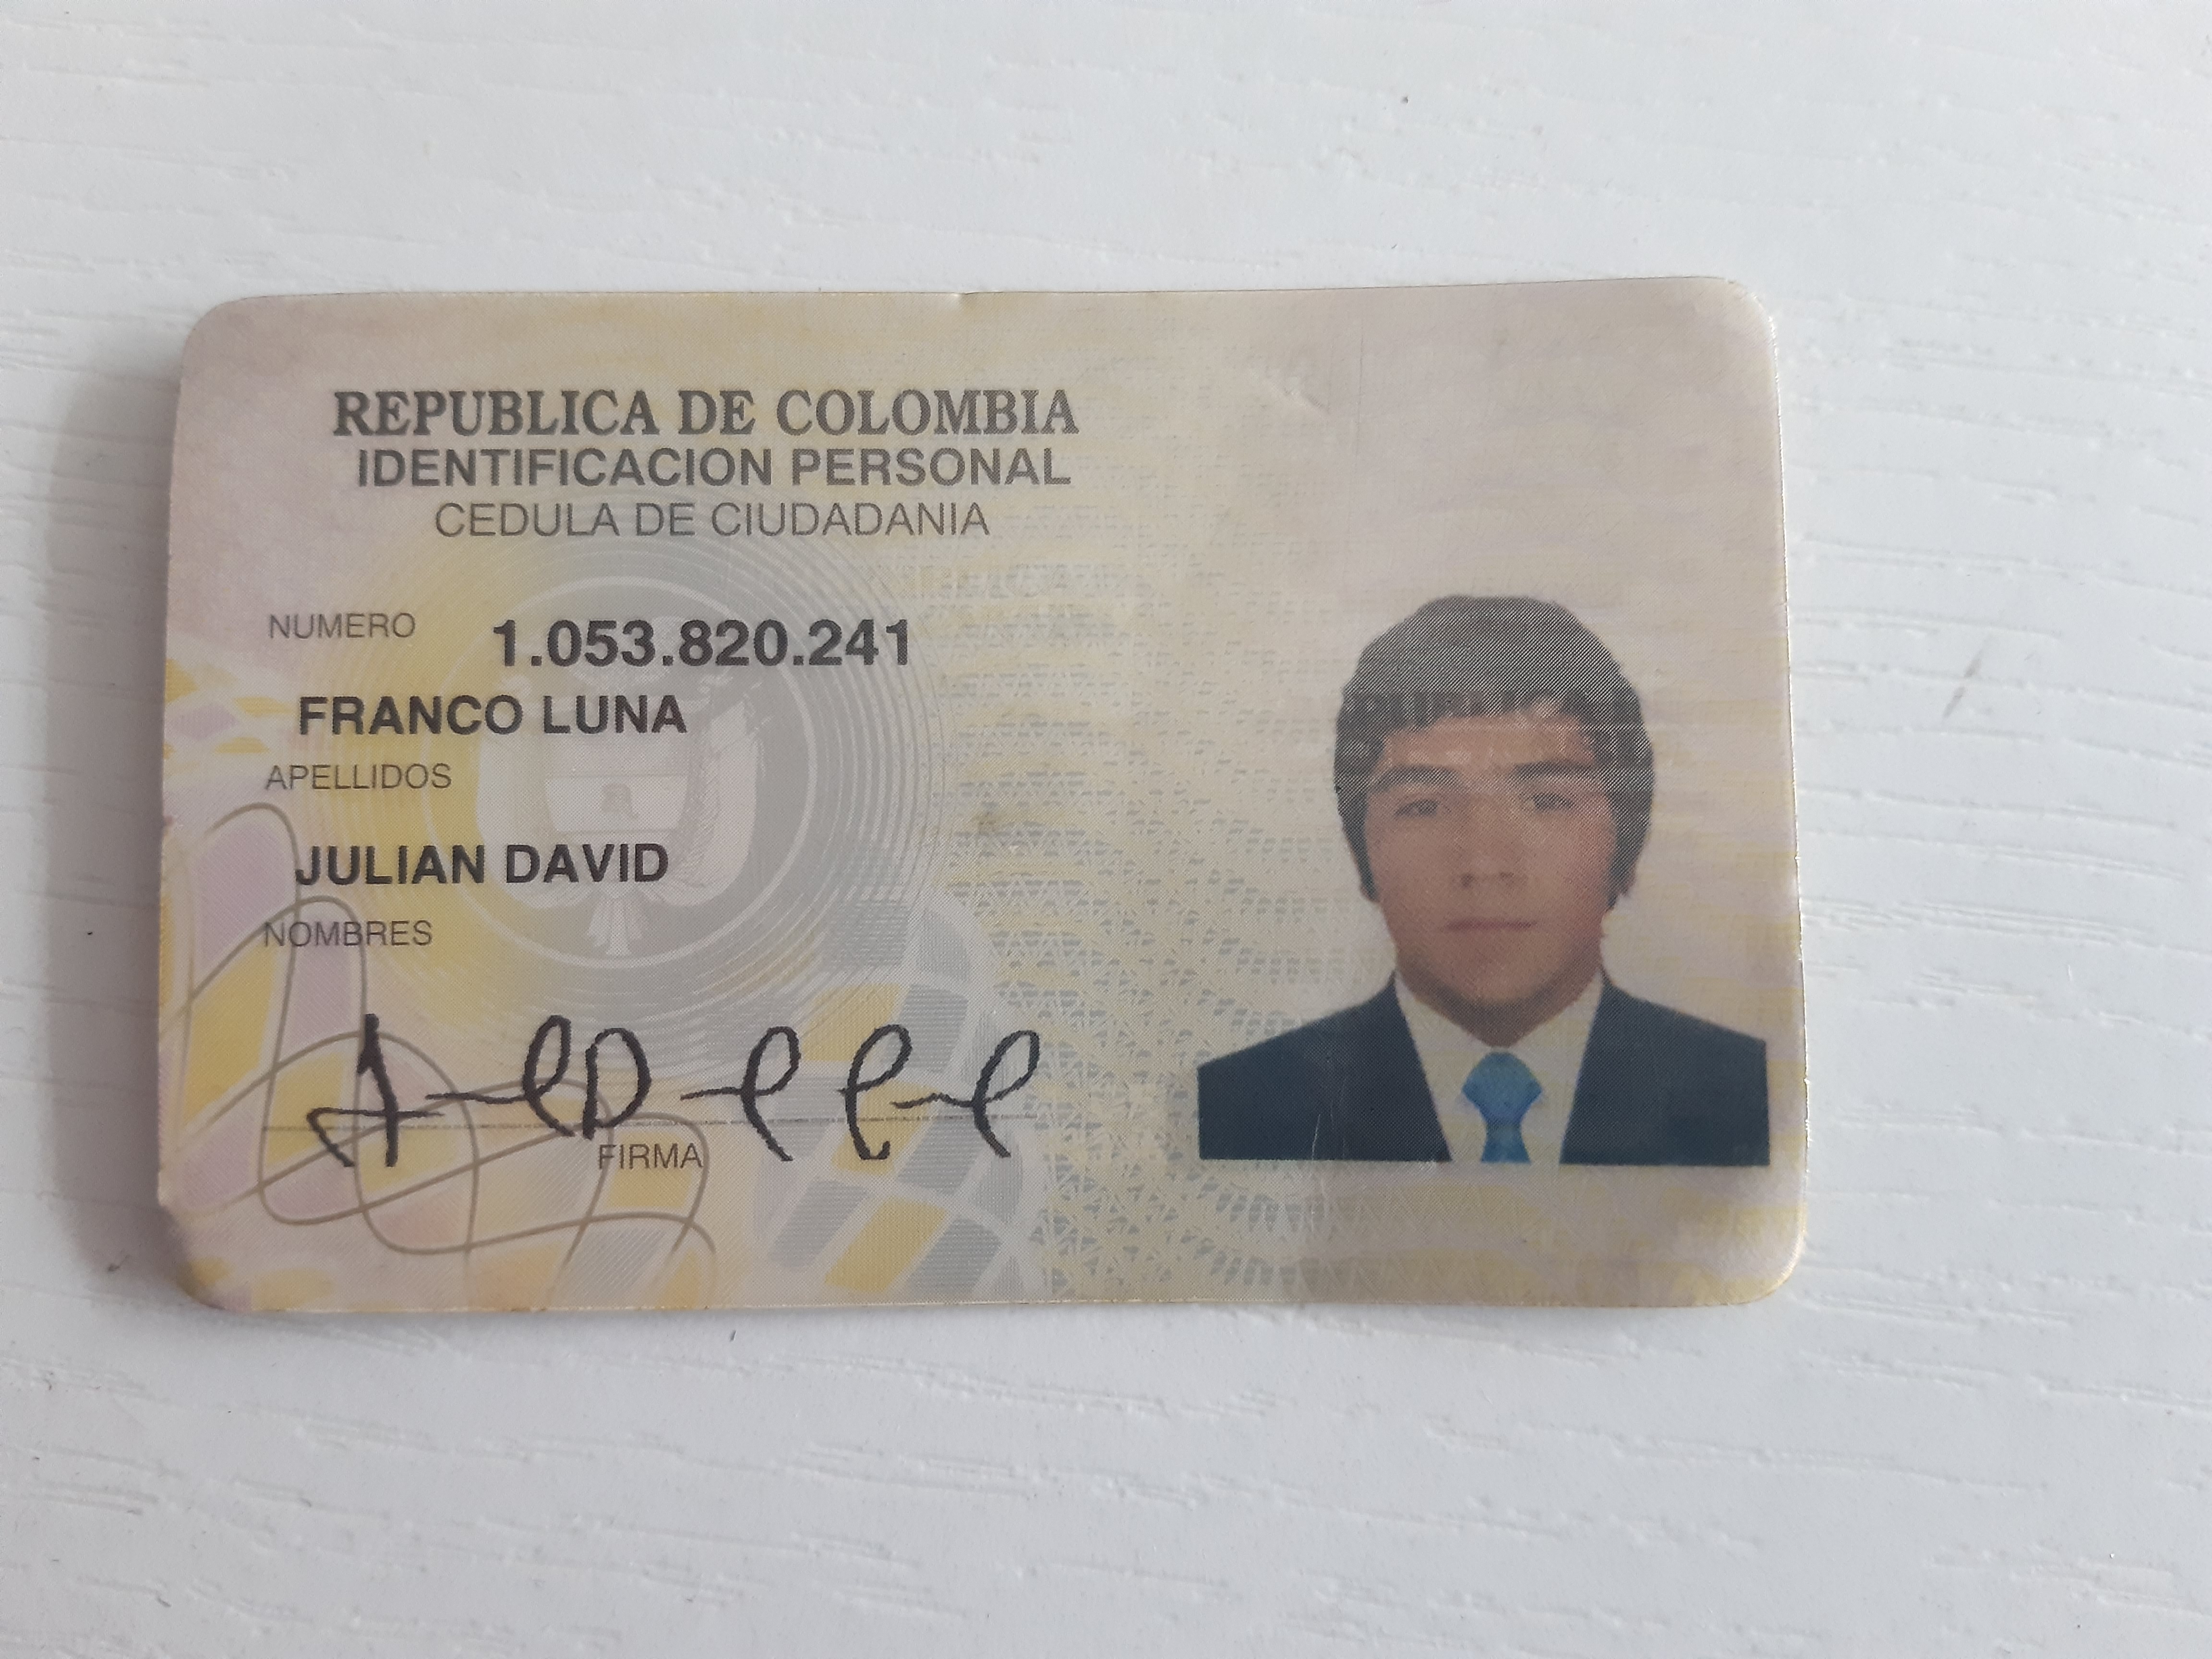 REPUBLICA DE COLOMBIA
IDENTIFICACION PERSONAL
CEDULA DE CIUDADANIA
NUMERO 1.053.820.241
FRANCO LUNA
APELLIDOS
JULIAN DAVID
NOMBRES
FIRMA